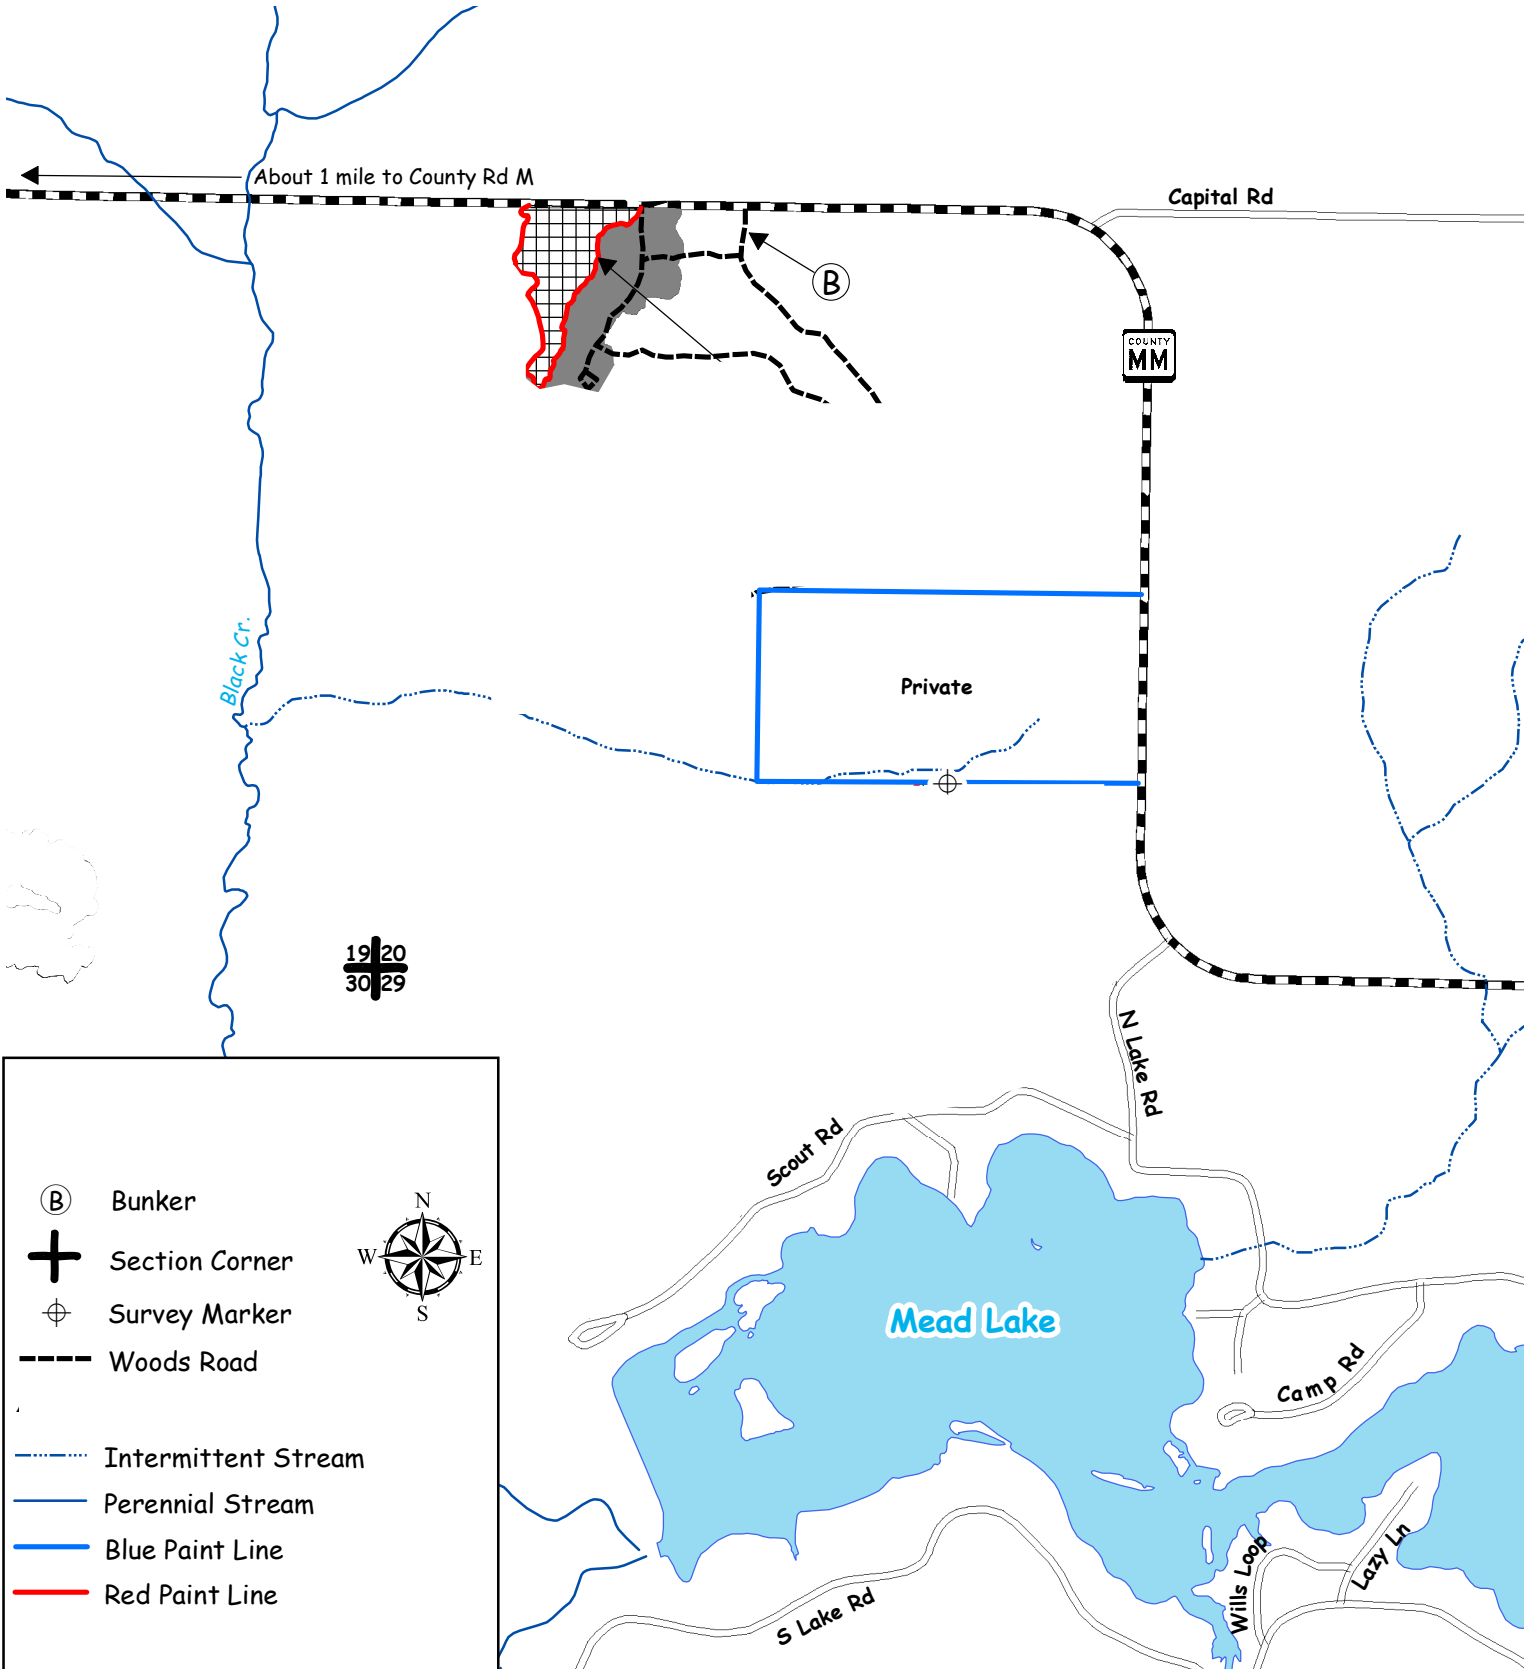 About 1 mile to County Rd M
Capital Rd
B
COUNTY
MM
Black Cr.
Private
19 20
30 29
N Lake Rd
Scout Rd
B Bunker
N
W E
S
Section Corner
Survey Marker
Woods Road
Mead Lake
Camp Rd
Intermittent Stream
Perennial Stream
Blue Paint Line
Red Paint Line
Lazy Ln
Wills Loop
S Lake Rd